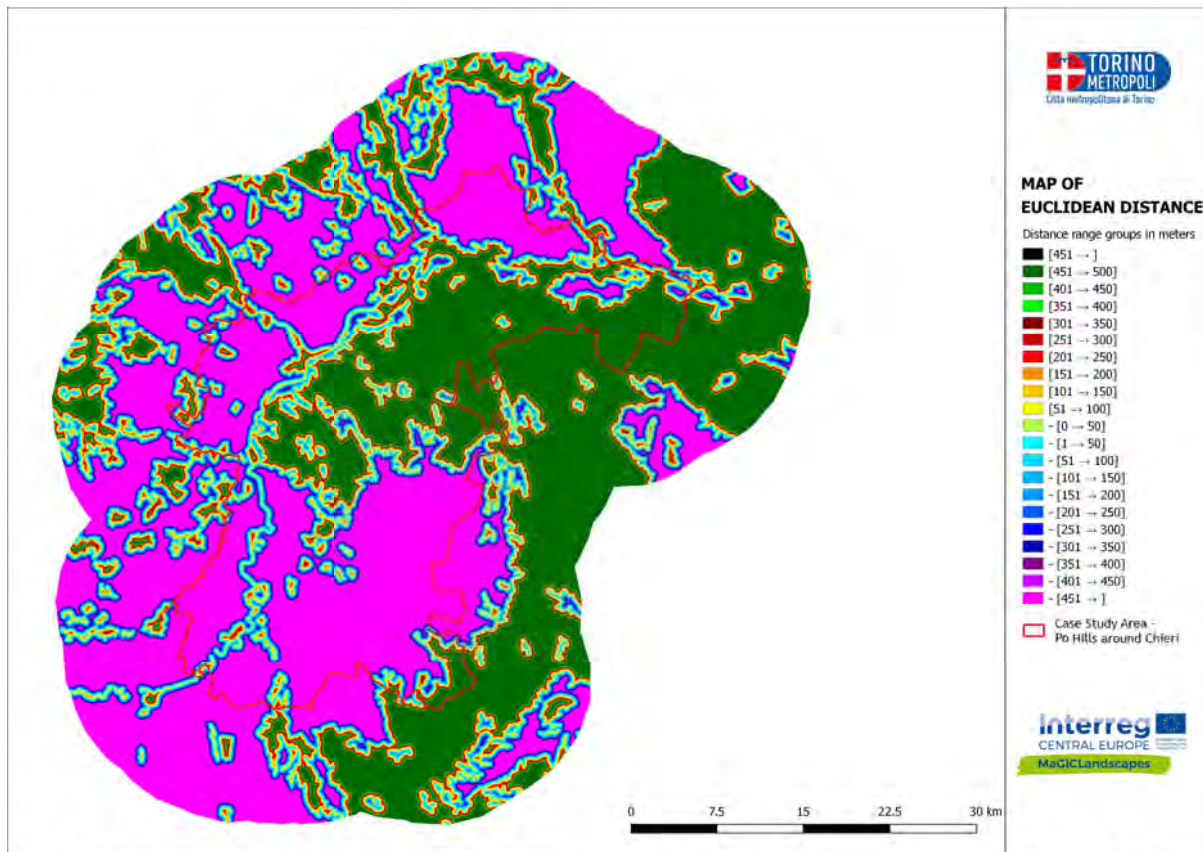 TORINO
METROPOLI
Città metropolitana di Torino
MAP OF
EUCLIDEAN DISTANCE
Distance range groups in meters
[451 → ]
[451 → 500]
[401 → 450]
[351 → 400]
[301 → 350]
[251 → 300]
[201 → 250]
[151 → 200]
[101 → 150]
[51 → 100]
- [0 → 50]
- [1 → 50]
- [51 → 100]
- [101 → 150]
- [151 → 200]
- [201 → 250]
- [251 → 300]
- [301 → 350]
- [351 → 400]
- [401 → 450]
- [451 → ]
Case Study Area -
Po Hills around Chieri
Interreg
CENTRAL EUROPE
MaGICLandscapes
0 7.5 15 22.5 30 km